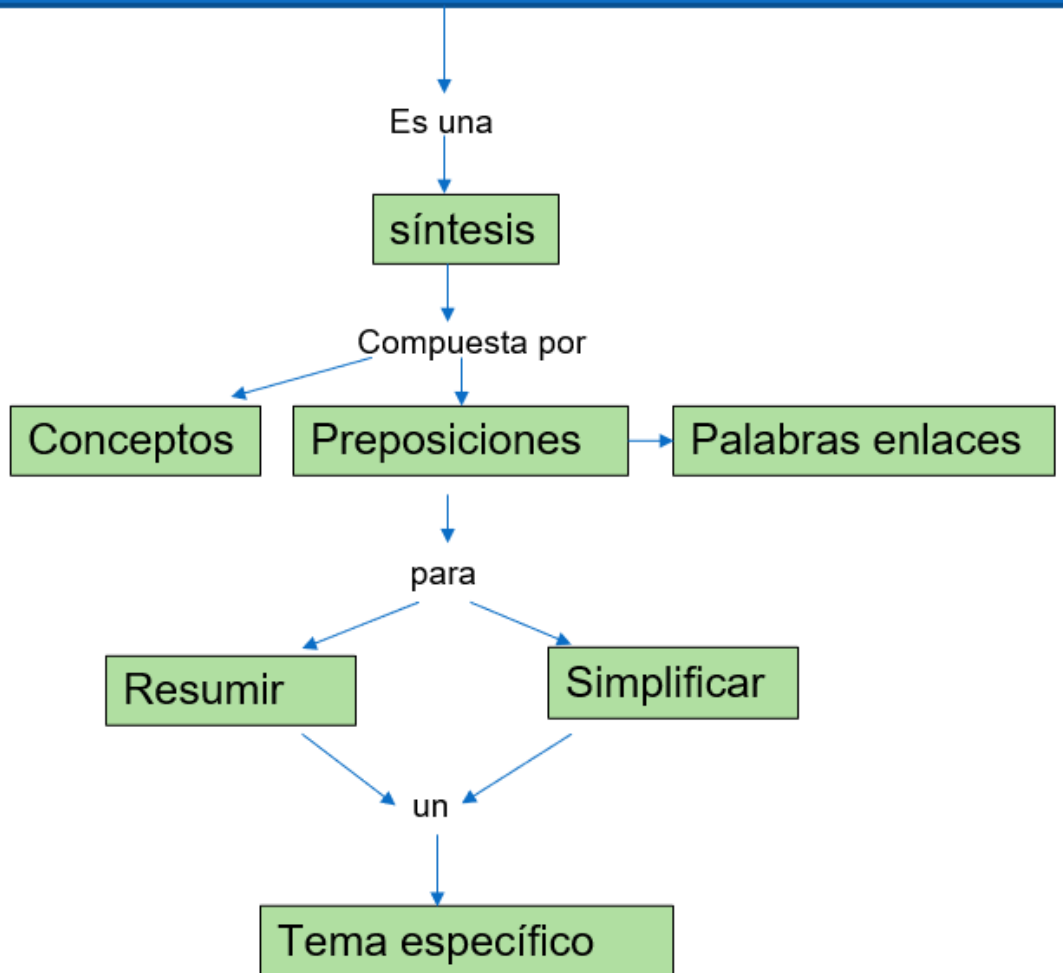 Es una
síntesis
Compuesta por
Conceptos
Preposiciones
Palabras enlaces
para
Resumir
Simplificar
un
Tema específico